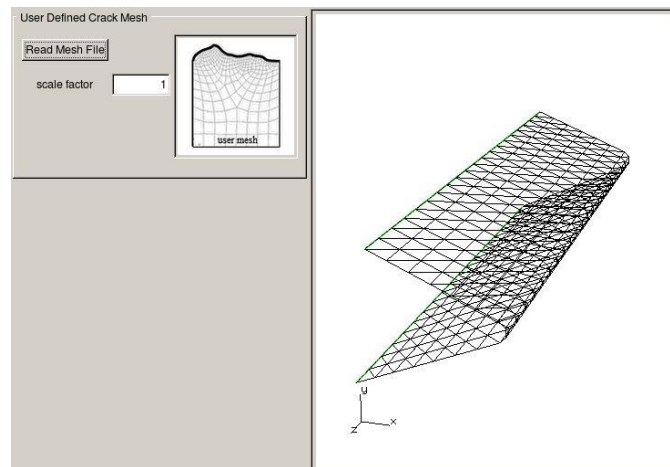 User Defined Crack Mesh
Read Mesh File
scale factor 1
user mesh
y
x
z